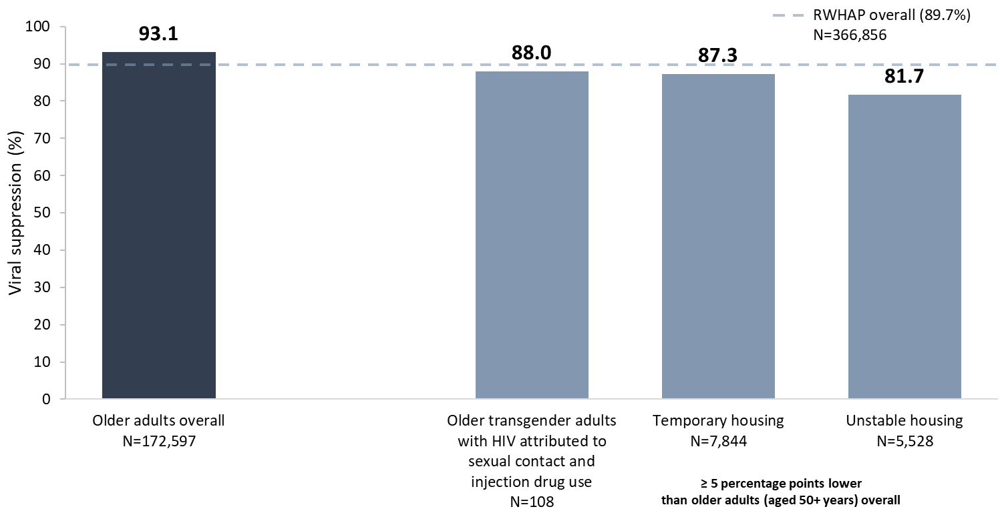 RWHAP overall (89.7%)
N=366,856
Viral suppression (%)
100
90
80
70
60
50
40
30
20
10
0
93.1
88.0
87.3
81.7
Older adults overall
N=172,597
Older transgender adults
with HIV attributed to
sexual contact and
injection drug use
N=108
Temporary housing
N=7,844
Unstable housing
N=5,528
≥ 5 percentage points lower
than older adults (aged 50+ years) overall